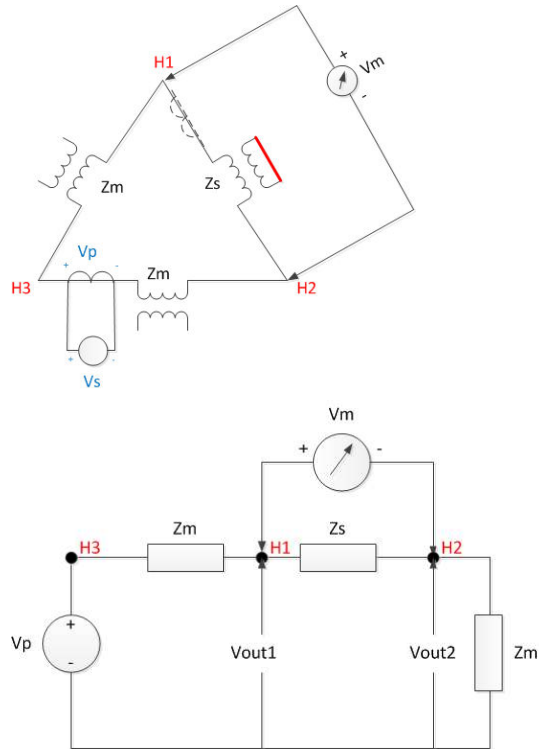 H1
+
Vm
-
Zm
Zs
Vp
+ -
Zm
H3
H2
+ +
Vs
Vm
+ -
Zm
Zs
H3
H1
H2
Vp
+
-
Vout1
Vout2
Zm